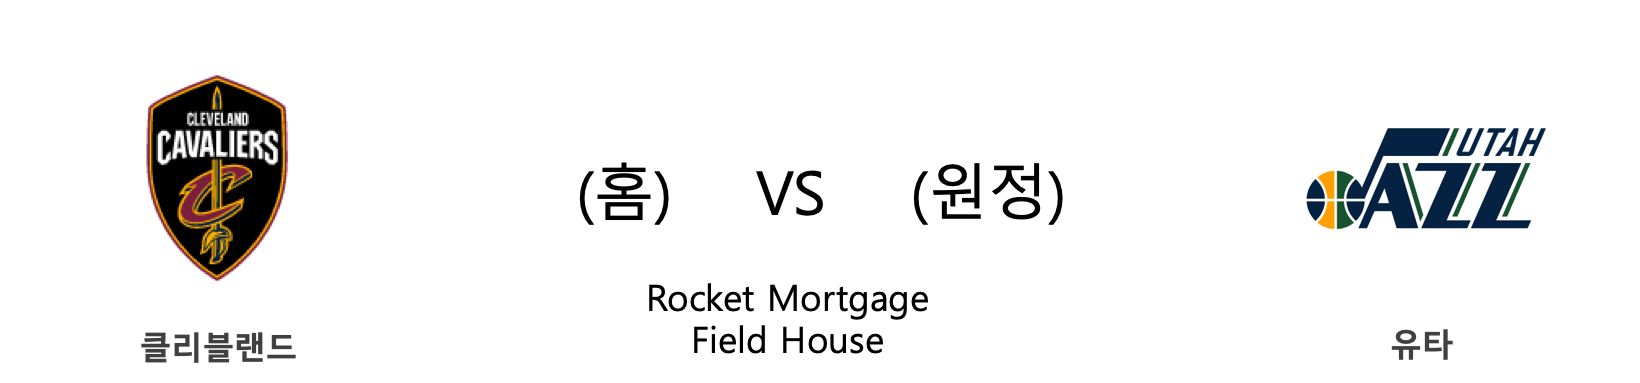 CLEVELAND
CAVALIERS
클리블랜드
(홈) VS (원정)
Rocket Mortgage
Field House
UTAH
JAZZ
유타